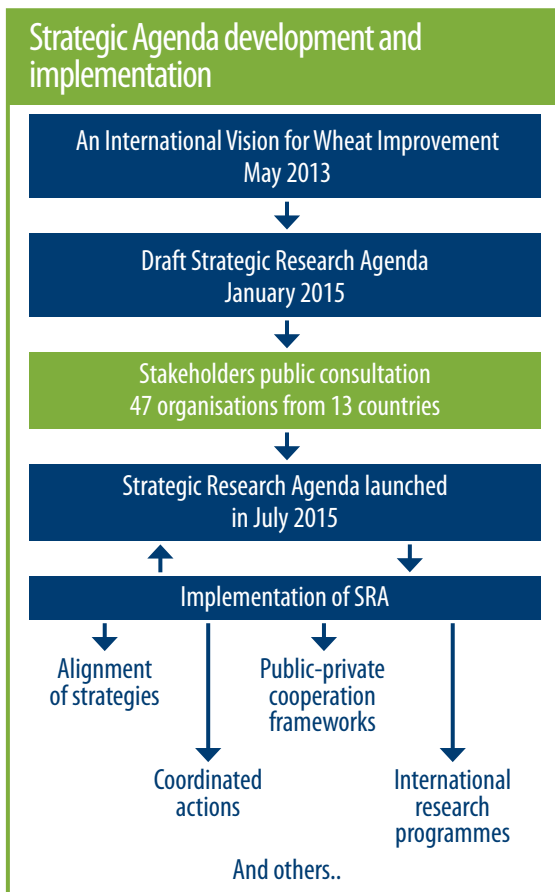 Strategic Agenda development and
implementation
An International Vision for Wheat Improvement
May 2013
Draft Strategic Research Agenda
January 2015
Stakeholders public consultation
47 organisations from 13 countries
Strategic Research Agenda launched
in July 2015
Implementation of SRA
Alignment
of strategies
Public-private
cooperation
frameworks
Coordinated
actions
International
research
programmes
And others..